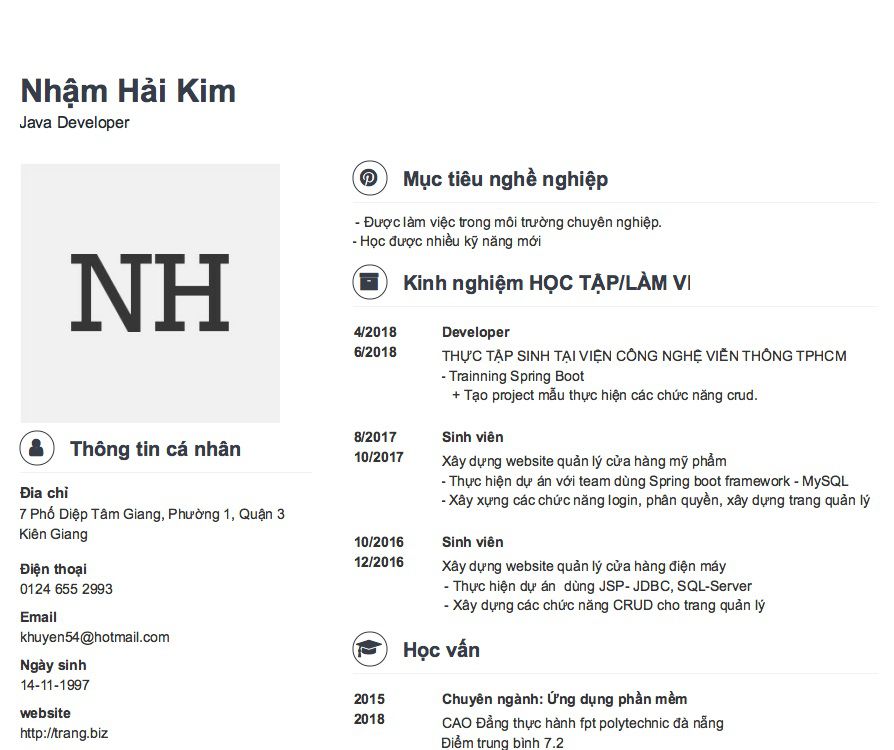 Nhậm Hải Kim
Java Developer
NH
Thông tin cá nhân
Đia chỉ
7 Phố Diệp Tâm Giang, Phường 1, Quận 3
Kiên Giang
Điện thoại
0124 655 2993
Email
khuyen54@hotmail.com
Ngày sinh
14-11-1997
website
http://trang.biz
Mục tiêu nghề nghiệp
- Được làm việc trong môi trường chuyên nghiệp.
- Học được nhiều kỹ năng mới
Kinh nghiệm HỌC TẬP/LÀM VI
4/2018 Developer
6/2018 THỰC TẬP SINH TẠI VIỆN CÔNG NGHỆ VIỄN THÔNG TPHCM
- Trainning Spring Boot
+ Tạo project mẫu thực hiện các chức năng crud.
8/2017 Sinh viên
10/2017 Xây dựng website quản lý cửa hàng mỹ phẩm
- Thực hiện dự án với team dùng Spring boot framework - MySQL
- Xây xựng các chức năng login, phân quyền, xây dựng trang quản lý
10/2016 Sinh viên
12/2016 Xây dựng website quản lý cửa hàng điện máy
- Thực hiện dự án dùng JSP- JDBC, SQL-Server
- Xây dựng các chức năng CRUD cho trang quản lý
Học vấn
2015 Chuyên ngành: Ứng dụng phần mềm
2018 CAO Đẳng thực hành fpt polytechnic đà nẵng
Điểm trung bình 7.2